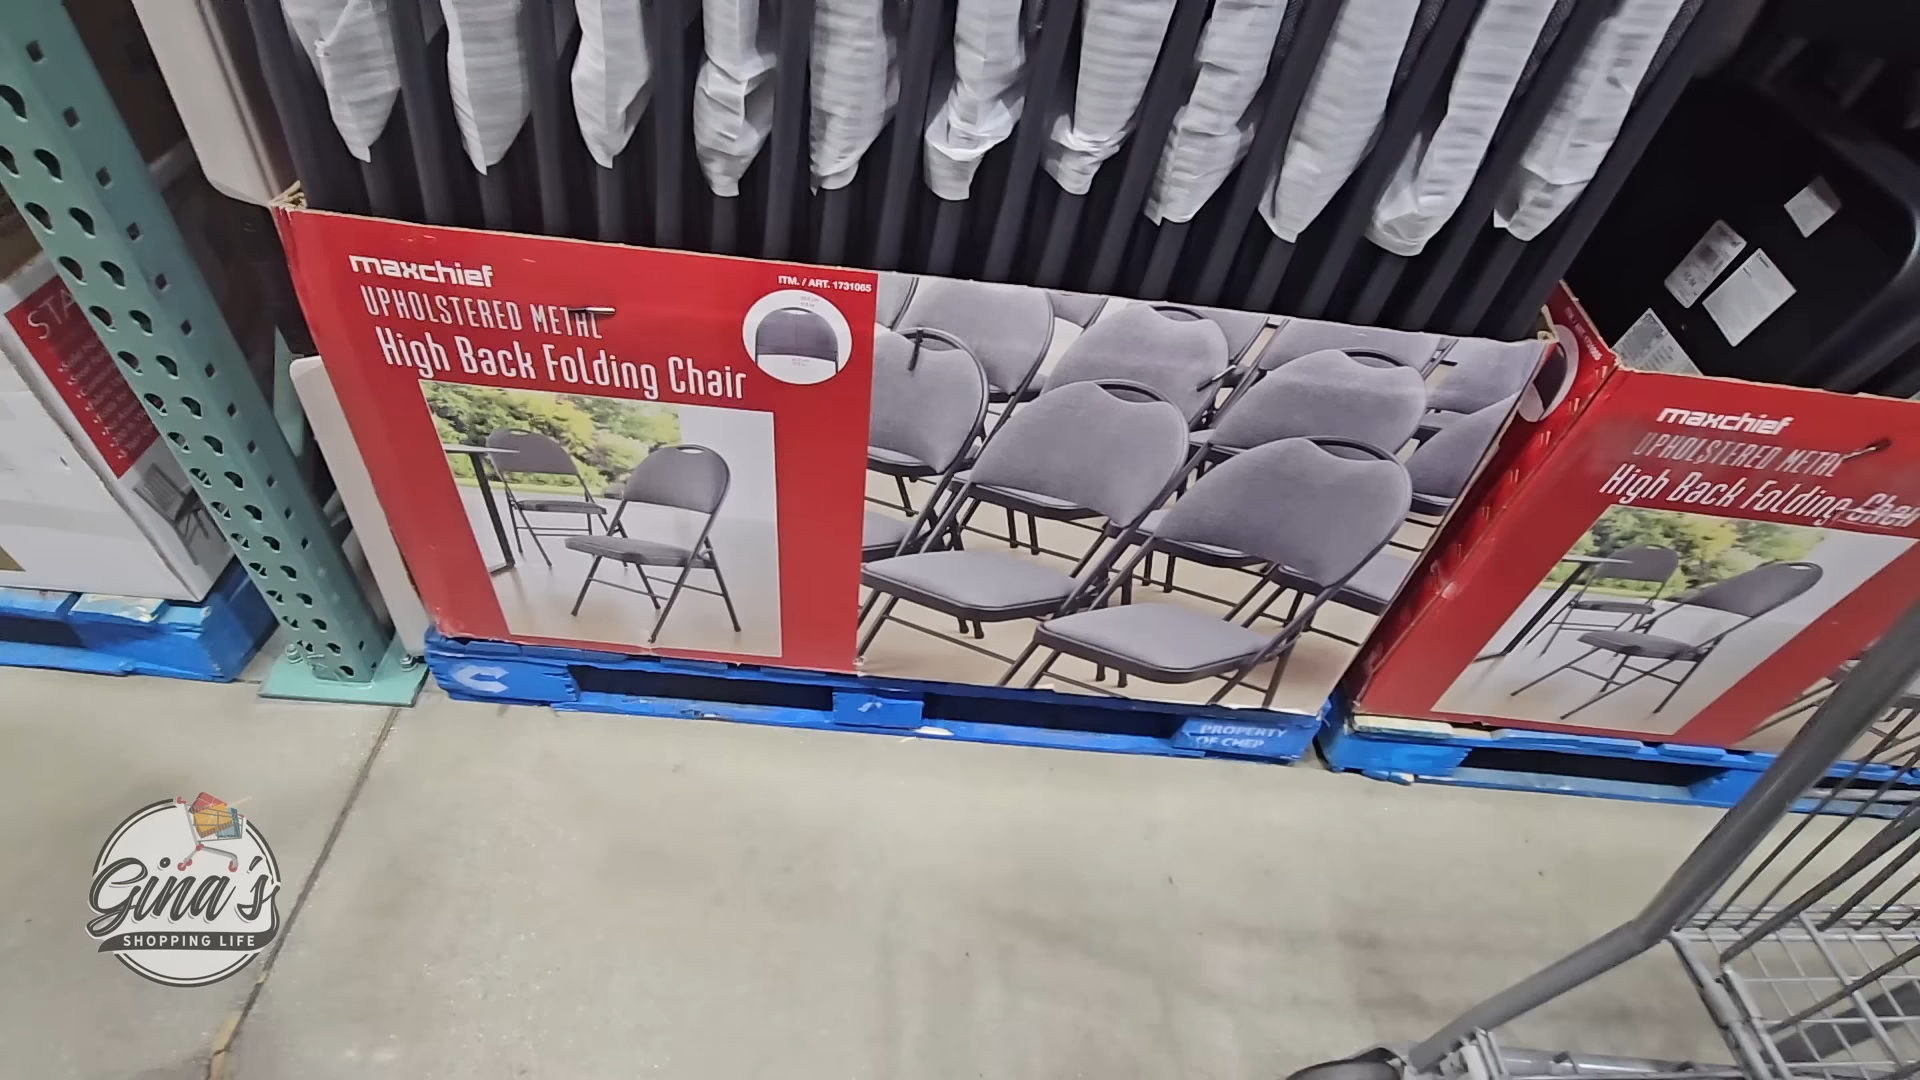 maxchief
ITM. / ART. 1731065
UPHOLSTERED METAL
High Back Folding Chair
maxchief
UPHOLSTERED METAL
High Back Folding Chair
STA
PROPERTY
OF CHEP
Gina's
SHOPPING LIFE